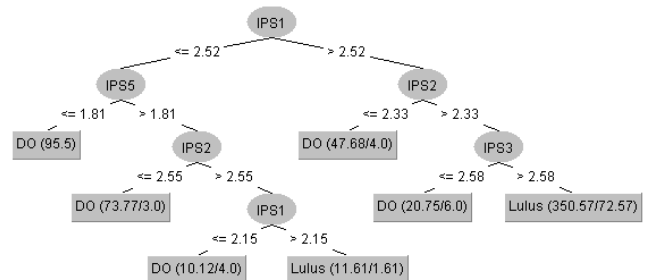 IPS1
<= 2.52 > 2.52
IPS5 IPS2
<= 1.81 > 1.81 <= 2.33 > 2.33
DO (95.5) IPS2 DO (47.68/4.0) IPS3
<= 2.55 > 2.55 <= 2.58 > 2.58
DO (73.77/3.0) IPS1 DO (20.75/6.0) Lulus (350.57/72.57)
<= 2.15 > 2.15
DO (10.12/4.0) Lulus (11.61/1.61)